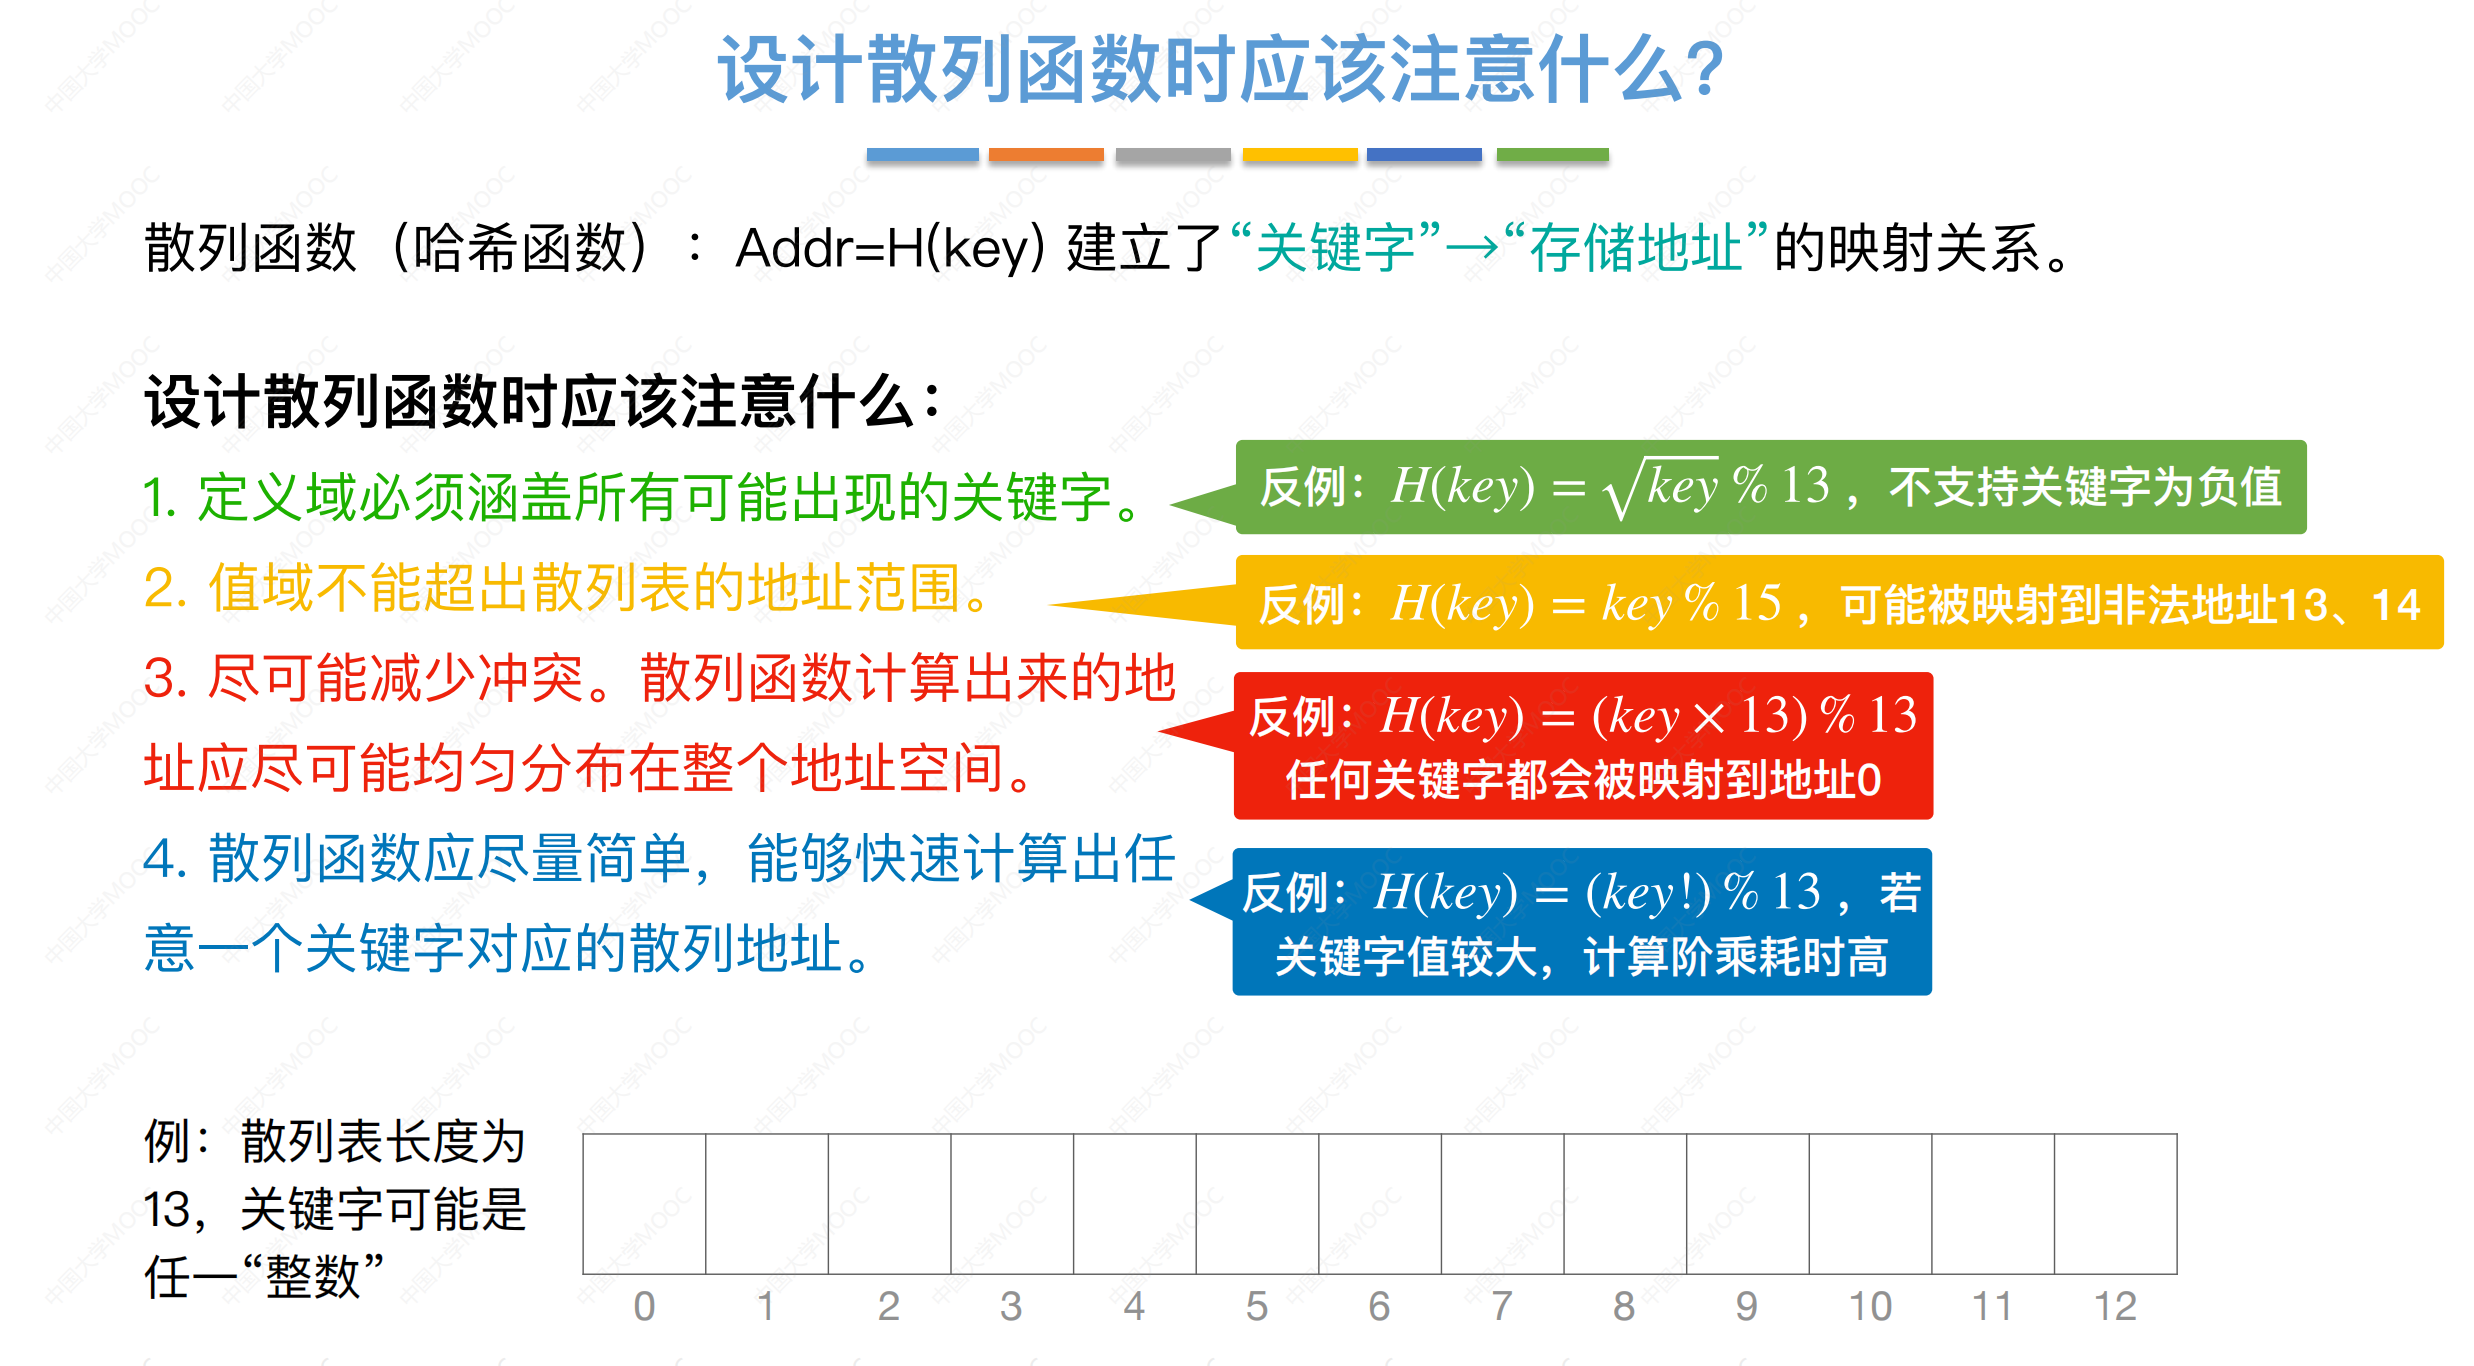 设计散列函数时应该注意什么?
散列函数（哈希函数）：Addr=H(key) 建立了“关键字”→“存储地址”的映射关系。
设计散列函数时应该注意什么：
1. 定义域必须涵盖所有可能出现的关键字。
反例：H(key) = √key % 13 ，不支持关键字为负值
2. 值域不能超出散列表的地址范围。
反例：H(key) = key % 15 ，可能被映射到非法地址13、14
3. 尽可能减少冲突。散列函数计算出来的地
址应尽可能均匀分布在整个地址空间。
反例：H(key) = (key × 13) % 13
任何关键字都会被映射到地址0
4. 散列函数应尽量简单，能够快速计算出任
意一个关键字对应的散列地址。
反例：H(key) = (key!) % 13 ，若
关键字值较大，计算阶乘耗时高
例：散列表长度为
13，关键字可能是
任一“整数”
0 1 2 3 4 5 6 7 8 9 10 11 12
中国大学MOOC